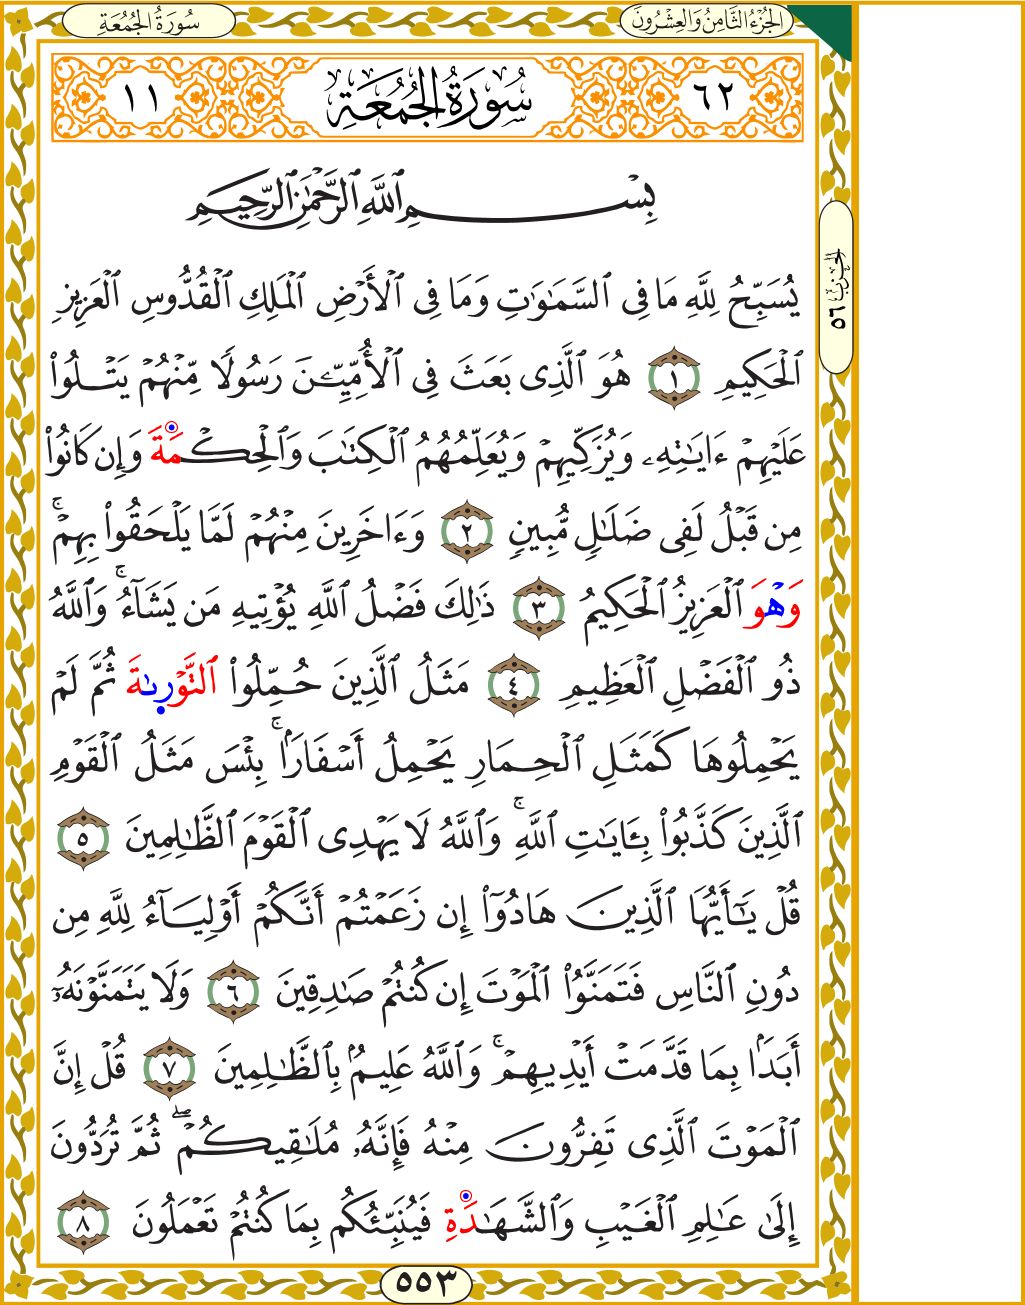 الجُزْءُ الثَّامِنُ وَالعِشْرُونَ
سُورَةُ الجُمُعَةِ
٦٢ سُورَةُ الجُمُعَةِ ١١
بِسْمِ ٱللَّهِ ٱلرَّحْمَٰنِ ٱلرَّحِيمِ
يُسَبِّحُ لِلَّهِ مَا فِى ٱلسَّمَٰوَٰتِ وَمَا فِى ٱلْأَرْضِ ٱلْمَلِكِ ٱلْقُدُّوسِ ٱلْعَزِيزِ
ٱلْحَكِيمِ ١ هُوَ ٱلَّذِى بَعَثَ فِى ٱلْأُمِّيِّـۧنَ رَسُولًا مِّنْهُمْ يَتْلُوا۟
عَلَيْهِمْ ءَايَٰتِهِۦ وَيُزَكِّيهِمْ وَيُعَلِّمُهُمُ ٱلْكِتَٰبَ وَٱلْحِكْمَةَ وَإِن كَانُوا۟
مِن قَبْلُ لَفِى ضَلَٰلٍ مُّبِينٍ ٢ وَءَاخَرِينَ مِنْهُمْ لَمَّا يَلْحَقُوا۟ بِهِمْ ۚ
وَهْوَ ٱلْعَزِيزُ ٱلْحَكِيمُ ٣ ذَٰلِكَ فَضْلُ ٱللَّهِ يُؤْتِيهِ مَن يَشَآءُ ۚ وَٱللَّهُ
ذُو ٱلْفَضْلِ ٱلْعَظِيمِ ٤ مَثَلُ ٱلَّذِينَ حُمِّلُوا۟ ٱلتَّوْرىٰةَ ثُمَّ لَمْ
يَحْمِلُوهَا كَمَثَلِ ٱلْحِمَارِ يَحْمِلُ أَسْفَارًۢا ۚ بِئْسَ مَثَلُ ٱلْقَوْمِ
ٱلَّذِينَ كَذَّبُوا۟ بِـَٔايَٰتِ ٱللَّهِ ۚ وَٱللَّهُ لَا يَهْدِى ٱلْقَوْمَ ٱلظَّٰلِمِينَ ٥
قُلْ يَٰٓأَيُّهَا ٱلَّذِينَ هَادُوٓا۟ إِن زَعَمْتُمْ أَنَّكُمْ أَوْلِيَآءُ لِلَّهِ مِن
دُونِ ٱلنَّاسِ فَتَمَنَّوُا۟ ٱلْمَوْتَ إِن كُنتُمْ صَٰدِقِينَ ٦ وَلَا يَتَمَنَّوْنَهُۥٓ
أَبَدًۢا بِمَا قَدَّمَتْ أَيْدِيهِمْ ۚ وَٱللَّهُ عَلِيمٌۢ بِٱلظَّٰلِمِينَ ٧ قُلْ إِنَّ
ٱلْمَوْتَ ٱلَّذِى تَفِرُّونَ مِنْهُ فَإِنَّهُۥ مُلَٰقِيكُمْ ۖ ثُمَّ تُرَدُّونَ
إِلَىٰ عَٰلِمِ ٱلْغَيْبِ وَٱلشَّهَٰدَةِ فَيُنَبِّئُكُم بِمَا كُنتُمْ تَعْمَلُونَ ٨
الحِزْبُ ٥٦
٥٥٣